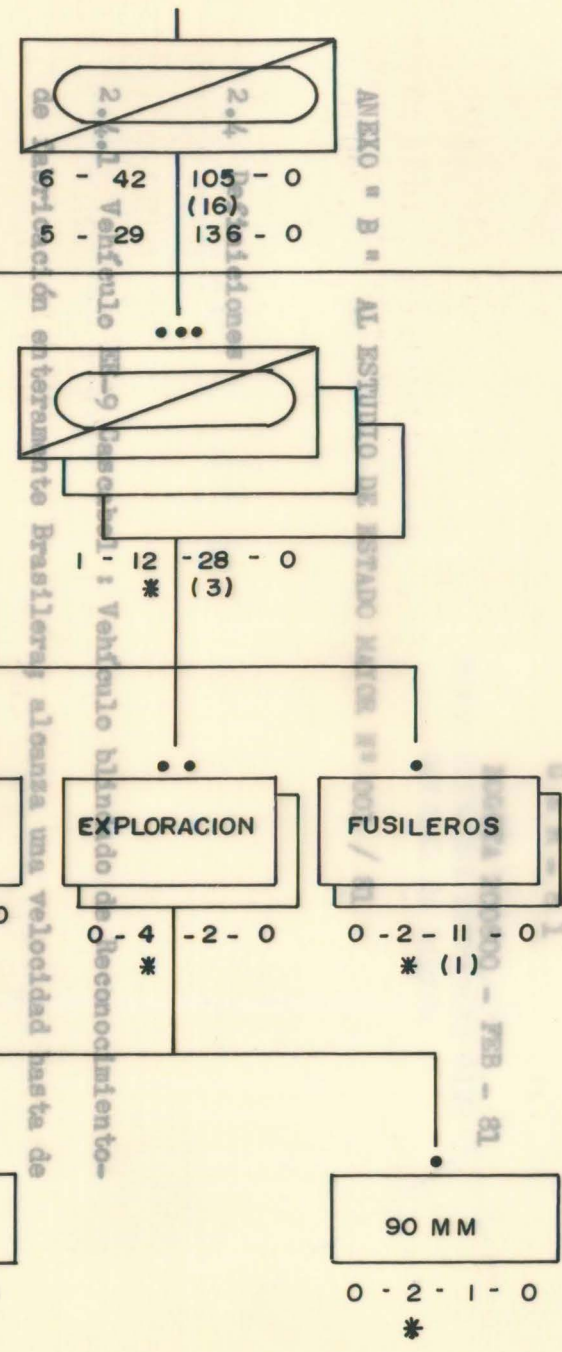 6 - 42 105 - 0
(16)
5 - 29 136 - 0
1 - 12 - 28 - 0
* (3)
EXPLORACION
0 - 4 - 2 - 0
*
FUSILEROS
0 - 2 - 11 - 0
* (1)
90 MM
0 - 2 - 1 - 0
*
0
ANEXO " B " AL ESTUDIO DE ESTADO MAYOR Nº 00 / 81
- FEB - 81
2.4 Definiciones
2.4.1 Vehículo EE-9 Cascabel : Vehículo blindado de Reconocimiento-
de fabricación enteramente Brasilera; alcanza una velocidad hasta de